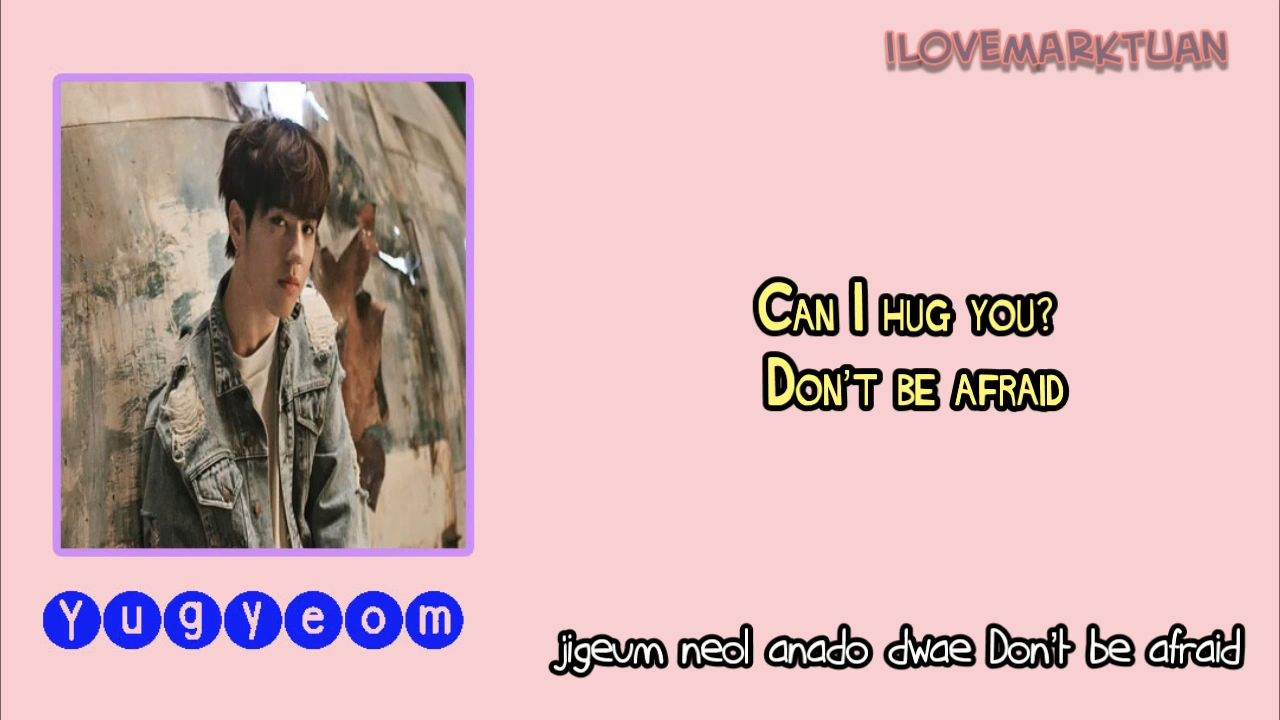 ILOVEMARKTUAN
Can I hug you?
Don't be afraid
Yugyeom
jigeum neol anado dwae Don't be afraid